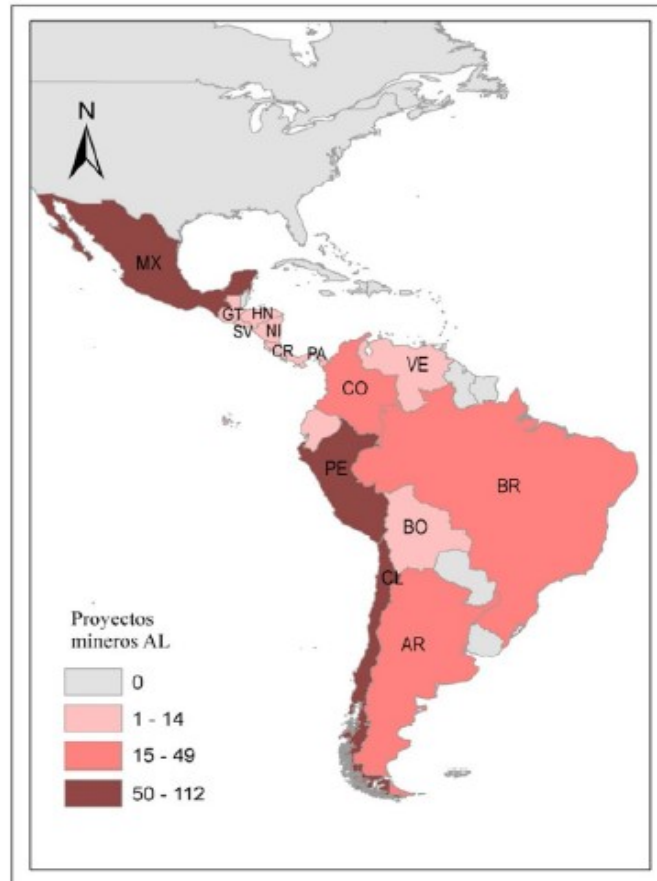 N
MX
GT HN
SV NI
CR PA
VE
CO
PE
BR
BO
CL
AR
Proyectos
mineros AL
0
1 - 14
15 - 49
50 - 112